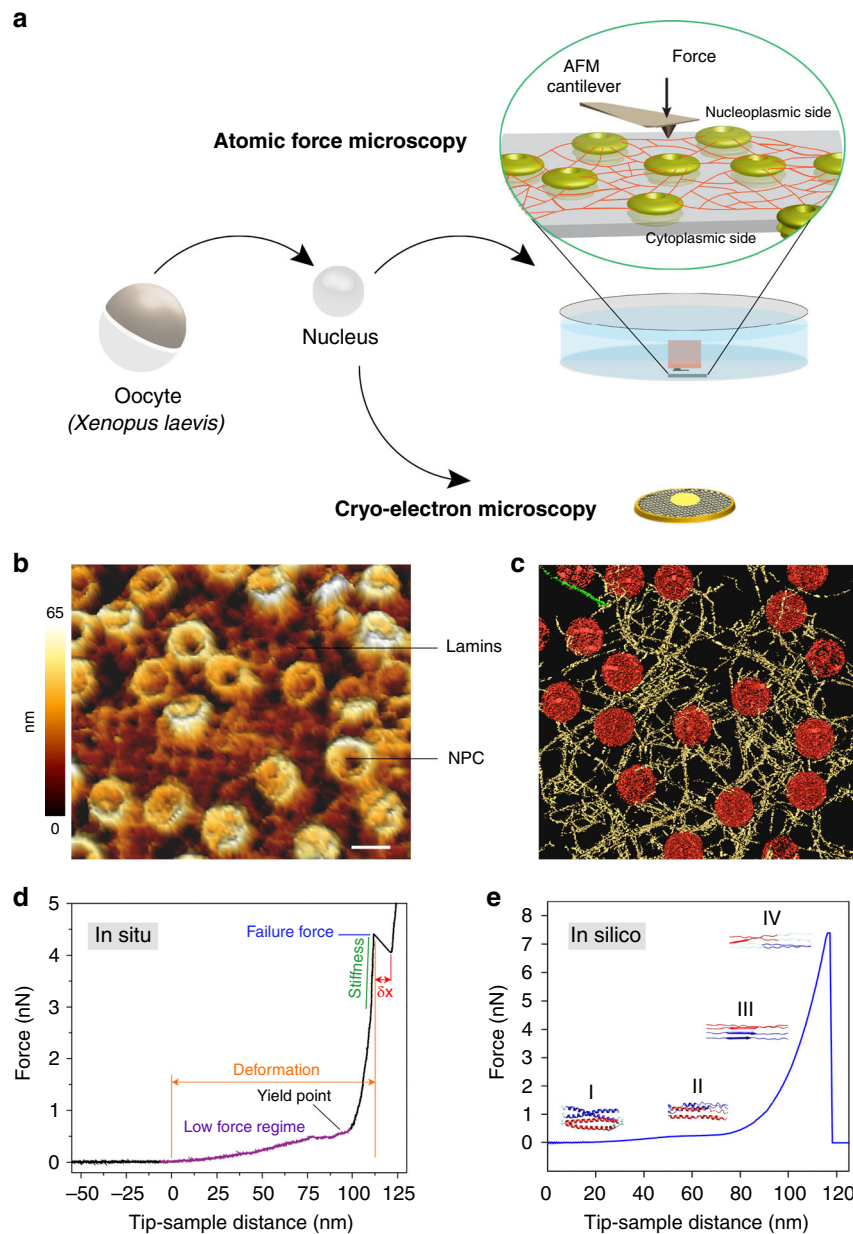 a
AFM
cantilever
Force
Nucleoplasmic side
Atomic force microscopy
Cytoplasmic side
Nucleus
Oocyte
(Xenopus laevis)
Cryo-electron microscopy
b
65
nm
0
Lamins
NPC
c
d
In situ
Failure force
Stiffness
δx
Deformation
Yield point
Low force regime
Force (nN)
5
4
3
2
1
0
–50 –25 0 25 50 75 100 125
Tip-sample distance (nm)
e
In silico
IV
III
II
I
Force (nN)
8
7
6
5
4
3
2
1
0
0 20 40 60 80 100 120
Tip-sample distance (nm)